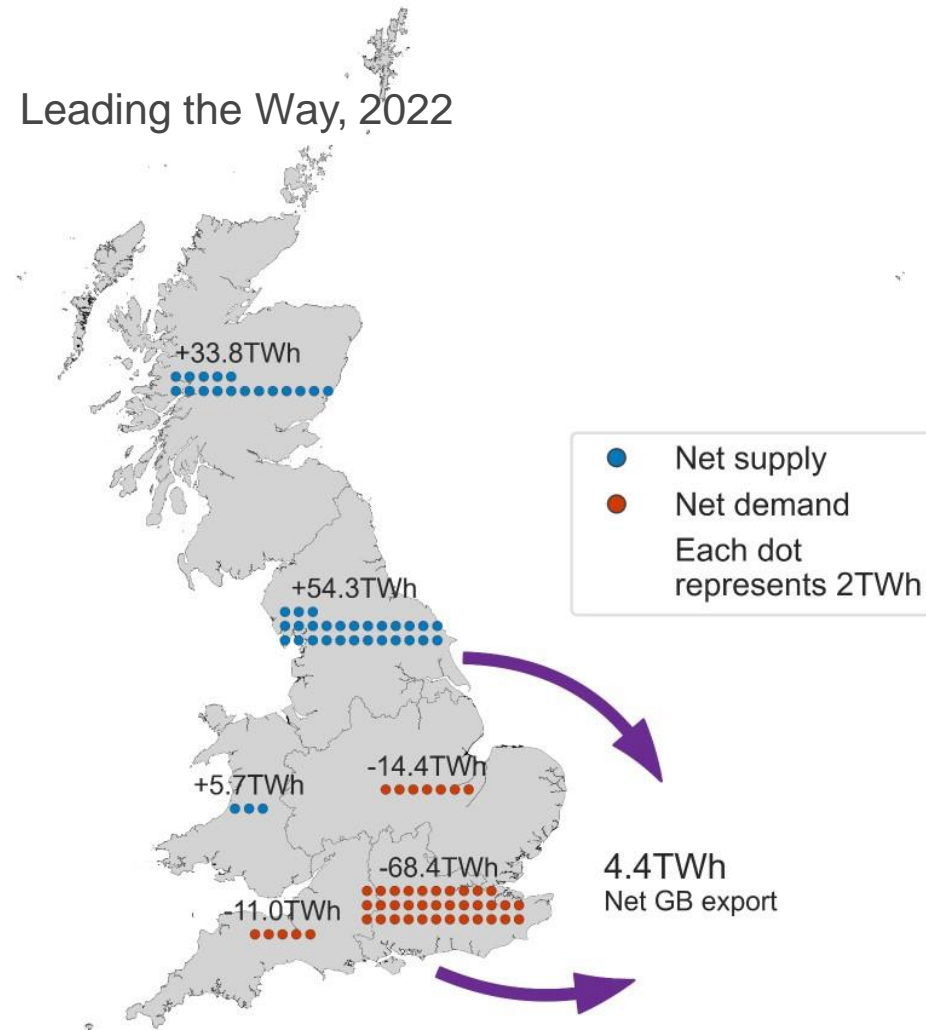 Leading the Way, 2022
+33.8TWh
Net supply
Net demand
Each dot
represents 2TWh
+54.3TWh
-14.4TWh
+5.7TWh
-68.4TWh
4.4TWh
Net GB export
-11.0TWh